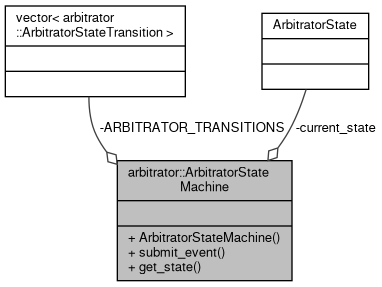 vector< arbitrator
::ArbitratorStateTransition >
ArbitratorState
-ARBITRATOR_TRANSITIONS
-current_state
arbitrator::ArbitratorState
Machine
+ ArbitratorStateMachine()
+ submit_event()
+ get_state()